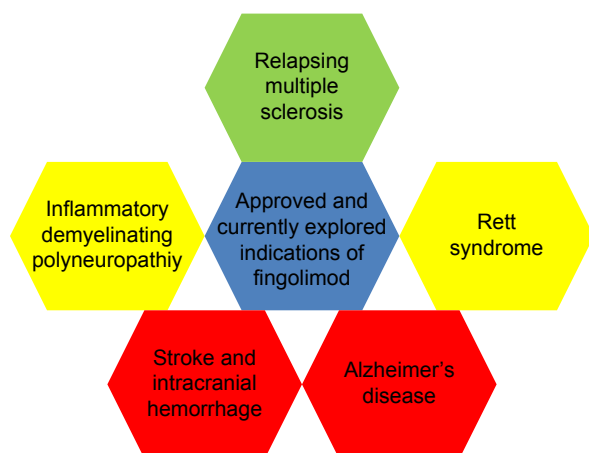 Relapsing
multiple
sclerosis
Inflammatory
demyelinating
polyneuropathiy
Approved and
currently explored
indications of
fingolimod
Rett
syndrome
Stroke and
intracranial
hemorrhage
Alzheimer’s
disease